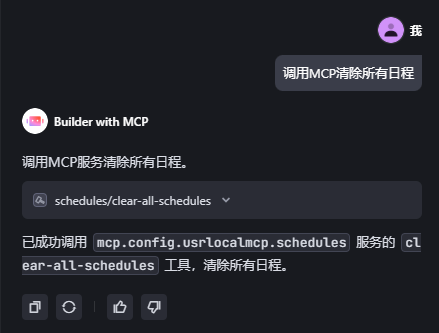 我
调用MCP清除所有日程
Builder with MCP
调用MCP服务清除所有日程。
schedules/clear-all-schedules
已成功调用 mcp.config.usrlocalmcp.schedules 服务的 cl
ear-all-schedules 工具，清除所有日程。